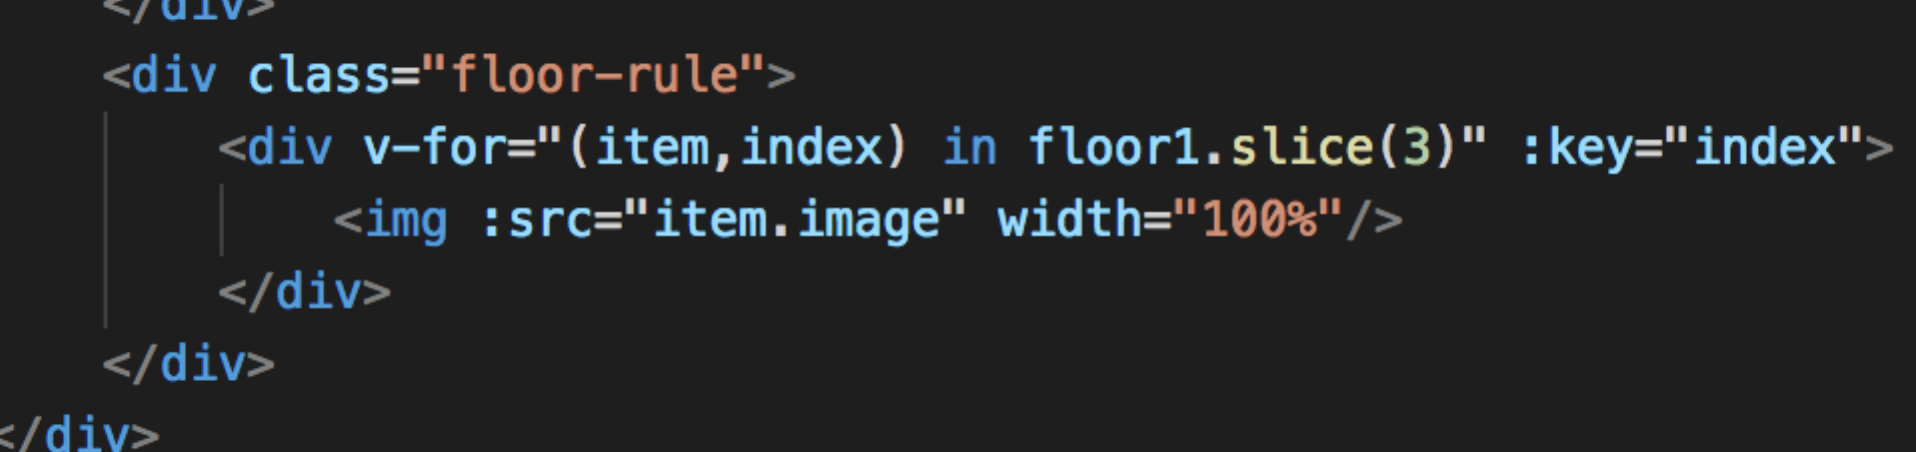 </div>
<div class="floor-rule">
<div v-for="(item,index) in floor1.slice(3)" :key="index">
<img :src="item.image" width="100%"/>
</div>
</div>
</div>